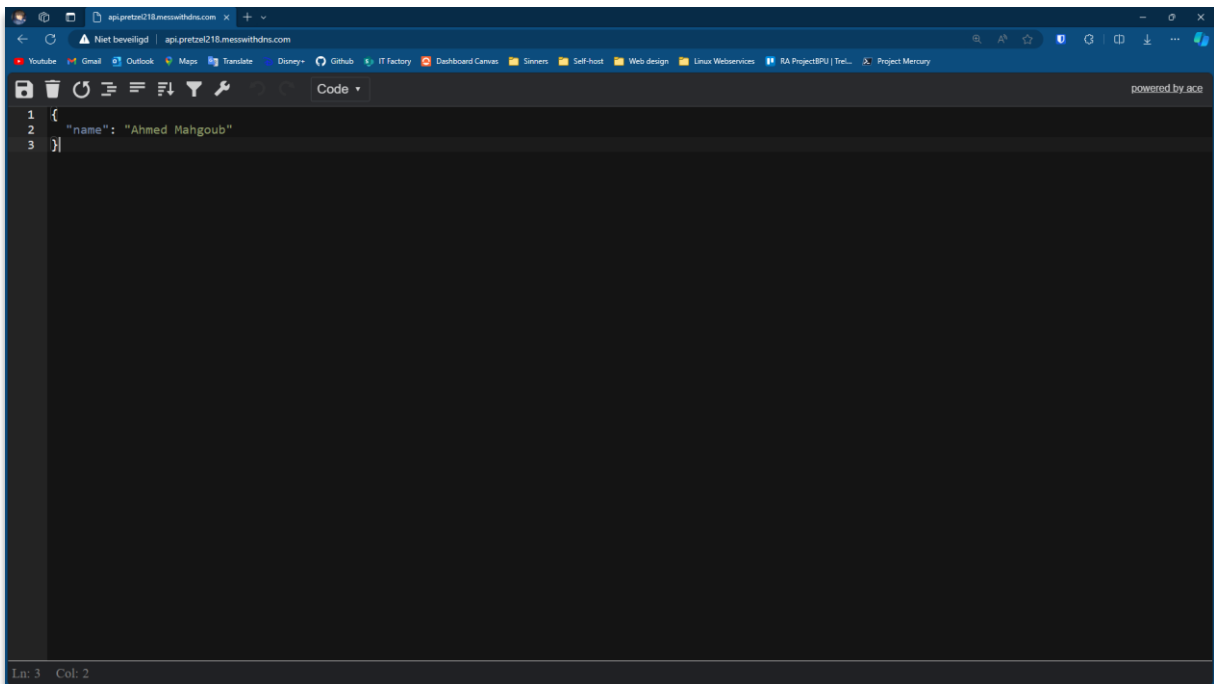 api.pretzel218.messwithdns.com
Niet beveiligd | api.pretzel218.messwithdns.com
Youtube Gmail Outlook Maps Translate Disney+ Github IT Factory Dashboard Canvas Sinners Self-host Web design Linux Webservices RA ProjectBPU | Trel... Project Mercury
Code powered by ace
1 {
2 "name": "Ahmed Mahgoub"
3 }
Ln: 3 Col: 2